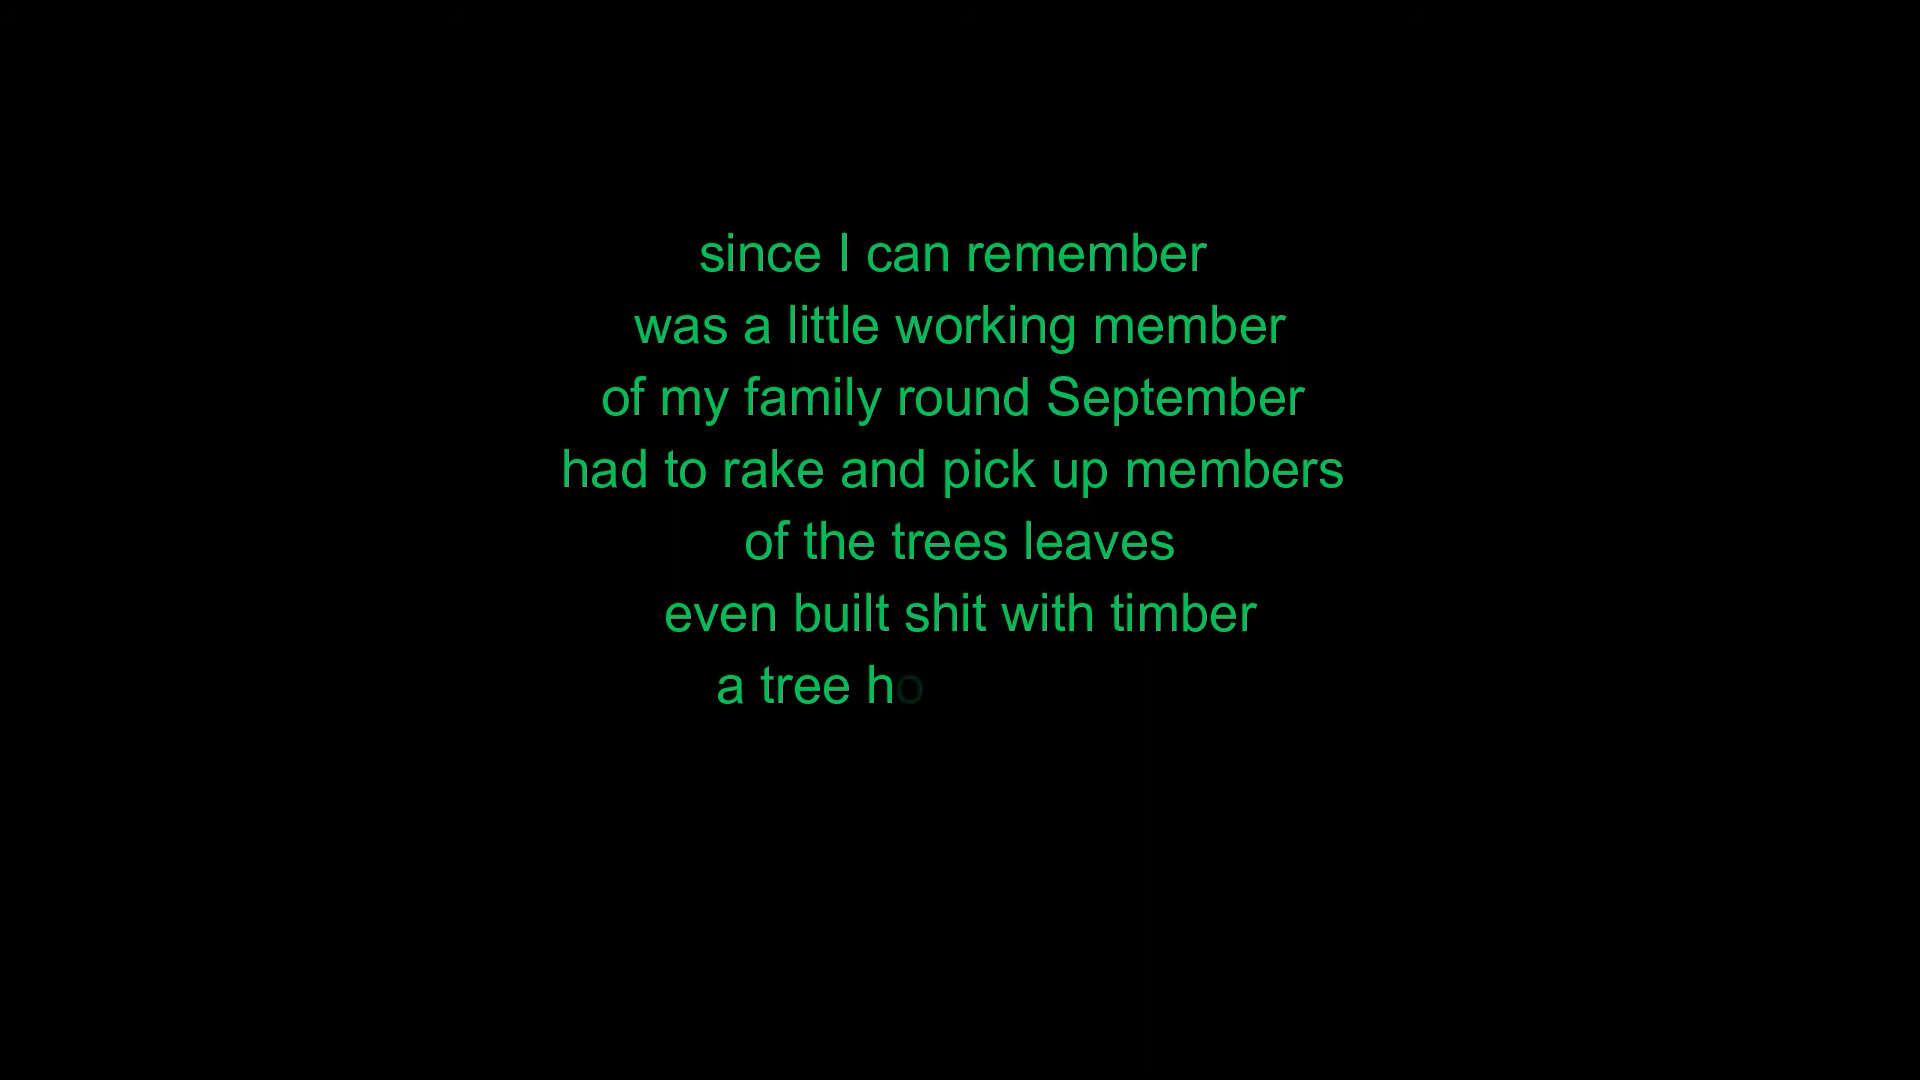 since I can remember
was a little working member
of my family round September
had to rake and pick up members
of the trees leaves
even built shit with timber
a tree ho